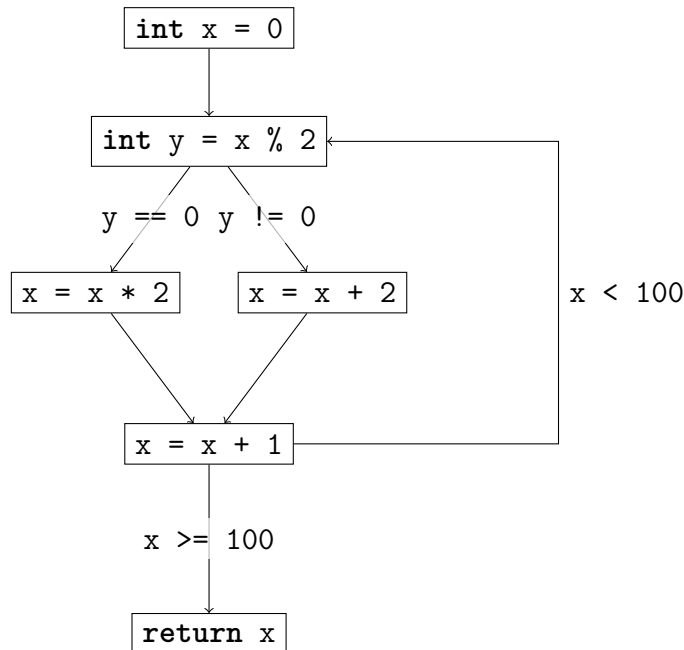 int x = 0
int y = x % 2
y == 0
y != 0
x = x * 2
x = x + 2
x < 100
x = x + 1
x >= 100
return x